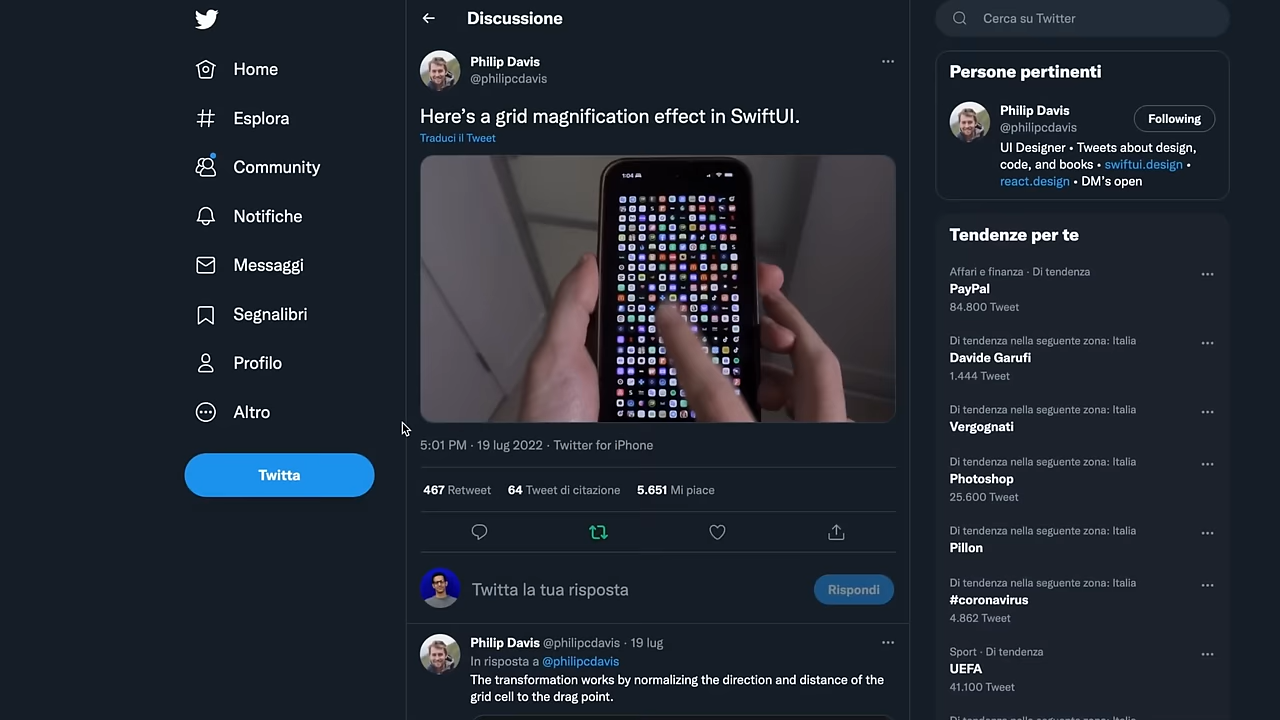 Home
Esplora
Community
Notifiche
Messaggi
Segnalibri
Profilo
Altro
Twitta
Discussione
Philip Davis
@philipcdavis
Here’s a grid magnification effect in SwiftUI.
Traduci il Tweet
1:04
5:01 PM · 19 lug 2022 · Twitter for iPhone
467 Retweet 64 Tweet di citazione 5.651 Mi piace
Twitta la tua risposta
Rispondi
Philip Davis @philipcdavis · 19 lug
In risposta a @philipcdavis
The transformation works by normalizing the direction and distance of the
grid cell to the drag point.
Cerca su Twitter
Persone pertinenti
Philip Davis
@philipcdavis
Following
UI Designer • Tweets about design,
code, and books • swiftui.design •
react.design • DM’s open
Tendenze per te
Affari e finanza · Di tendenza
PayPal
84.800 Tweet
Di tendenza nella seguente zona: Italia
Davide Garufi
1.444 Tweet
Di tendenza nella seguente zona: Italia
Vergognati
Di tendenza nella seguente zona: Italia
Photoshop
25.600 Tweet
Di tendenza nella seguente zona: Italia
Pillon
Di tendenza nella seguente zona: Italia
#coronavirus
4.862 Tweet
Sport · Di tendenza
UEFA
41.100 Tweet